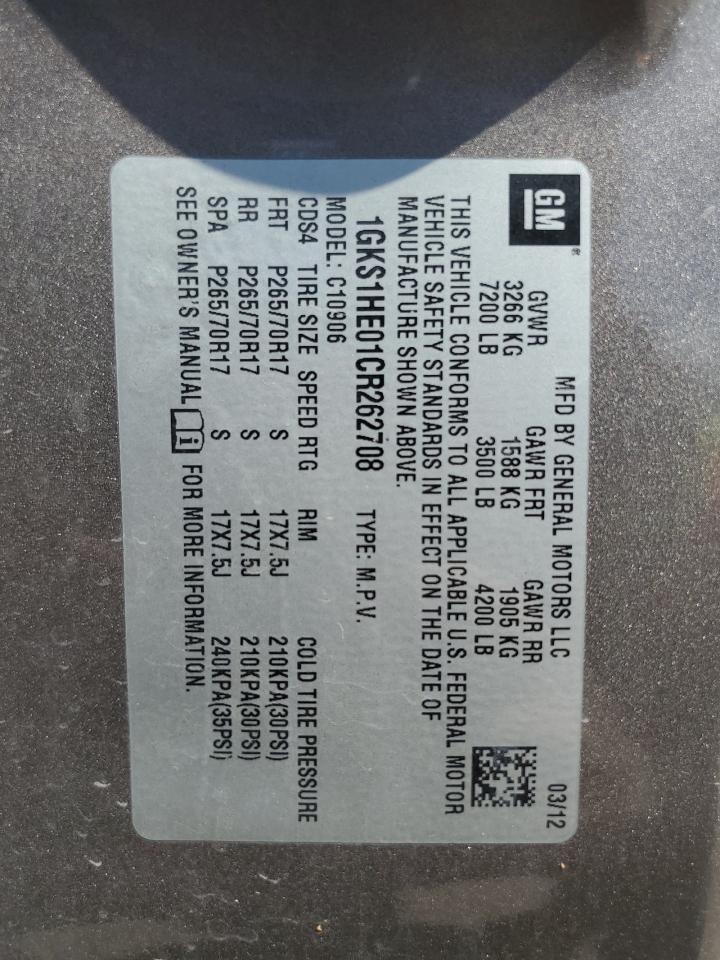 GM®
MFD BY GENERAL MOTORS LLC 03/12
GVWR GAWR FRT GAWR RR
3266 KG 1588 KG 1905 KG
7200 LB 3500 LB 4200 LB
THIS VEHICLE CONFORMS TO ALL APPLICABLE U.S. FEDERAL MOTOR
VEHICLE SAFETY STANDARDS IN EFFECT ON THE DATE OF
MANUFACTURE SHOWN ABOVE.
1GKS1HE01CR262708 TYPE: M.P.V.
MODEL: C10906
CDS4 TIRE SIZE SPEED RTG RIM COLD TIRE PRESSURE
FRT P265/70R17 S 17X7.5J 210KPA(30PSI)
RR P265/70R17 S 17X7.5J 210KPA(30PSI)
SPA P265/70R17 S 17X7.5J 240KPA(35PSI)
SEE OWNER'S MANUAL i FOR MORE INFORMATION.